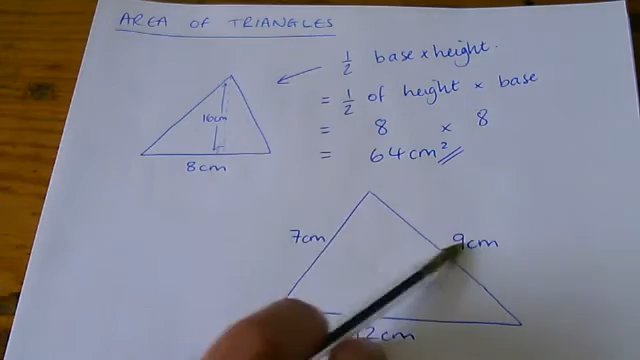 AREA OF TRIANGLES
1/2 base x height.
= 1/2 of height x base
= 8 x 8
= 64cm²
16cm
8cm
7cm
9cm
12cm